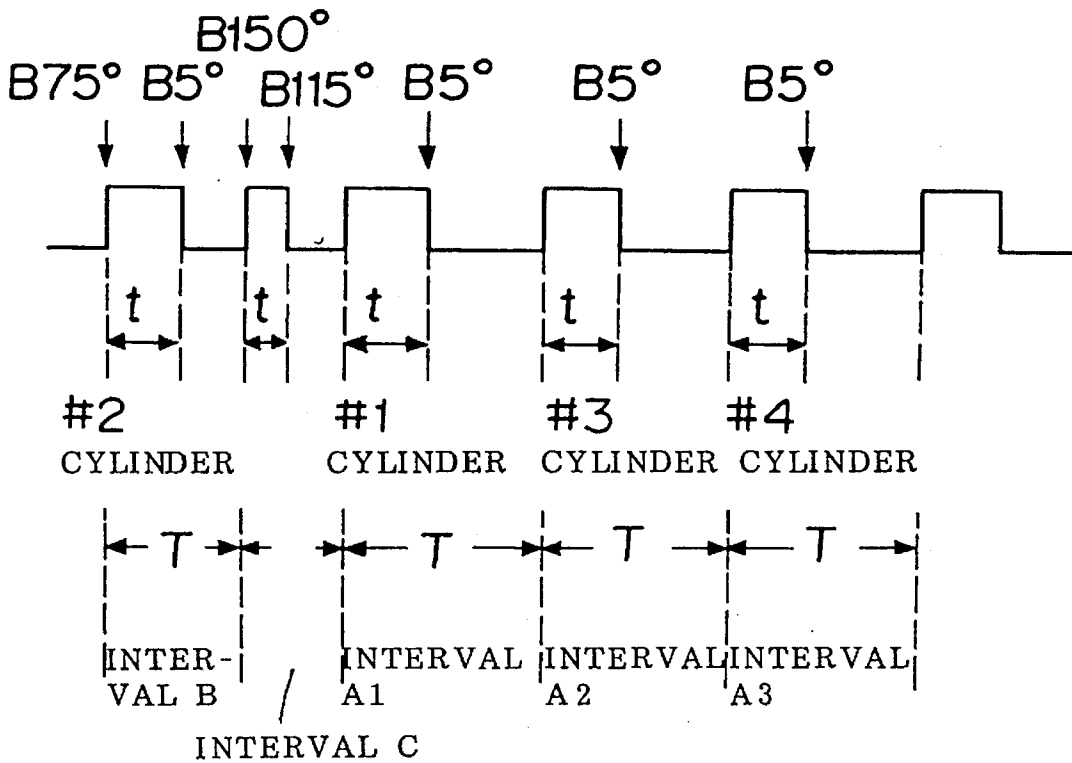 B150°
B75° B5° B115° B5° B5° B5°
t t t t t
#2 #1 #3 #4
CYLINDER CYLINDER CYLINDER CYLINDER
T T T T
INTER- INTERVAL INTERVAL INTERVAL
VAL B A1 A2 A3
INTERVAL C